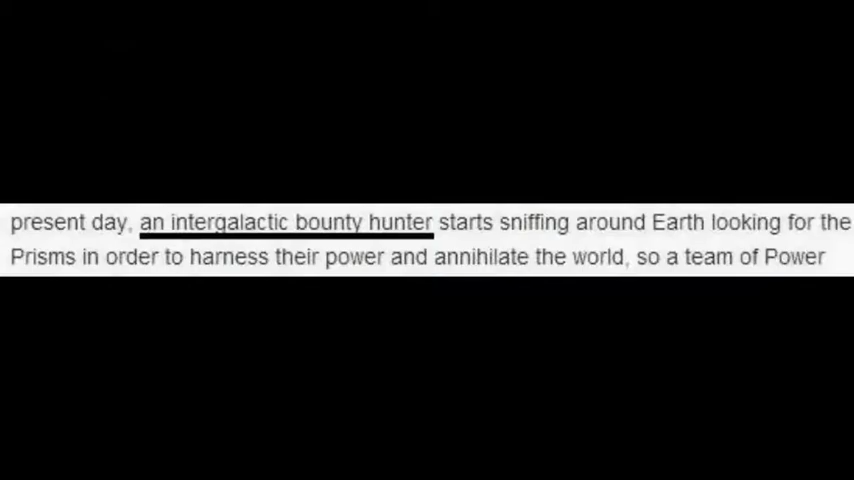 present day, an intergalactic bounty hunter starts sniffing around Earth looking for the
Prisms in order to harness their power and annihilate the world, so a team of Power